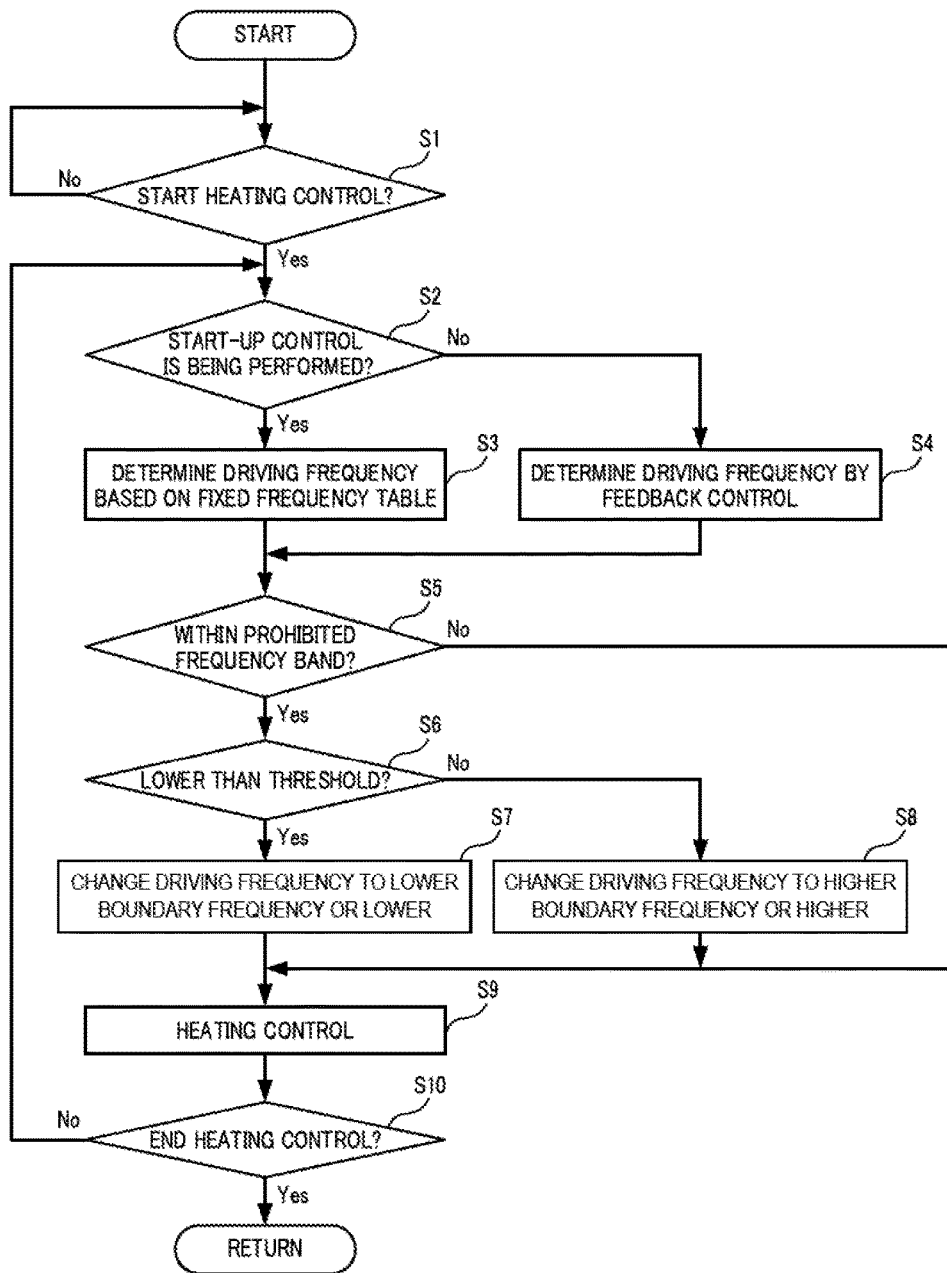 START
S1
No
START HEATING CONTROL?
Yes
S2
START-UP CONTROL
IS BEING PERFORMED?
No
Yes
S3
DETERMINE DRIVING FREQUENCY
BASED ON FIXED FREQUENCY TABLE
S4
DETERMINE DRIVING FREQUENCY BY
FEEDBACK CONTROL
S5
WITHIN PROHIBITED
FREQUENCY BAND?
No
Yes
S6
LOWER THAN THRESHOLD?
No
Yes
S7
CHANGE DRIVING FREQUENCY TO LOWER
BOUNDARY FREQUENCY OR LOWER
S8
CHANGE DRIVING FREQUENCY TO HIGHER
BOUNDARY FREQUENCY OR HIGHER
S9
HEATING CONTROL
S10
No
END HEATING CONTROL?
Yes
RETURN